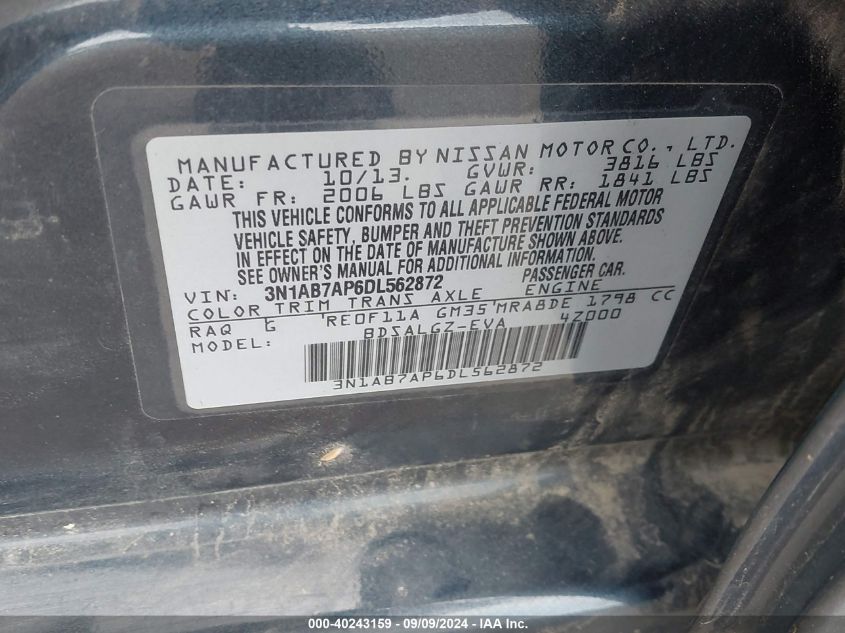 MANUFACTURED BY NISSAN MOTOR CO., LTD.
DATE: 10/13. GVWR: 3816 LBS
GAWR FR: 2006 LBS GAWR RR: 1841 LBS
THIS VEHICLE CONFORMS TO ALL APPLICABLE FEDERAL MOTOR
VEHICLE SAFETY, BUMPER AND THEFT PREVENTION STANDARDS
IN EFFECT ON THE DATE OF MANUFACTURE SHOWN ABOVE.
SEE OWNER'S MANUAL FOR ADDITIONAL INFORMATION.
VIN: 3N1AB7AP6DL562872 PASSENGER CAR.
COLOR TRIM TRANS AXLE ENGINE
RAQ G RE0F11A GM35 MRA8DE 1798 CC
MODEL: BDSALGZ-EVA 4Z000
3N1AB7AP6DL562872
000-40243159 - 09/09/2024 - IAA Inc.